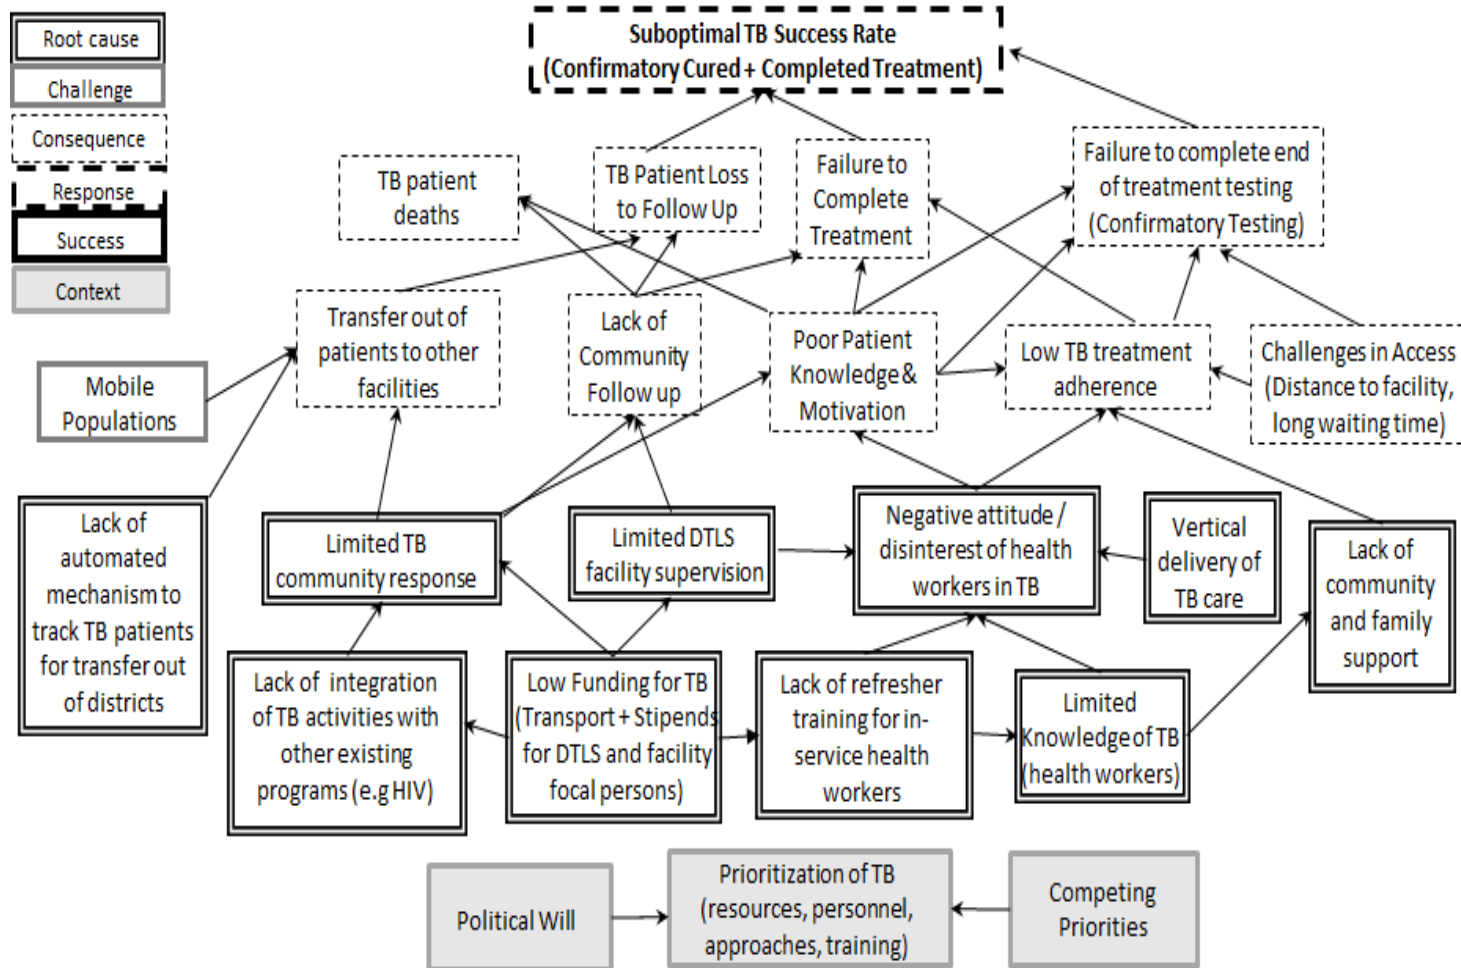 Root cause
Challenge
Consequence
Response
Success
Context
Suboptimal TB Success Rate
(Confirmatory Cured + Completed Treatment)
TB patient
deaths
TB Patient Loss
to Follow Up
Failure to
Complete
Treatment
Failure to complete end
of treatment testing
(Confirmatory Testing)
Mobile
Populations
Transfer out of
patients to other
facilities
Lack of
Community
Follow up
Poor Patient
Knowledge &
Motivation
Low TB treatment
adherence
Challenges in Access
(Distance to facility,
long waiting time)
Lack of
automated
mechanism to
track TB patients
for transfer out
of districts
Limited TB
community response
Limited DTLS
facility supervision
Negative attitude /
disinterest of health
workers in TB
Vertical
delivery of
TB care
Lack of
community
and family
support
Lack of integration
of TB activities with
other existing
programs (e.g HIV)
Low Funding for TB
(Transport + Stipends
for DTLS and facility
focal persons)
Lack of refresher
training for in-
service health
workers
Limited
Knowledge of TB
(health workers)
Political Will
Prioritization of TB
(resources, personnel,
approaches, training)
Competing
Priorities